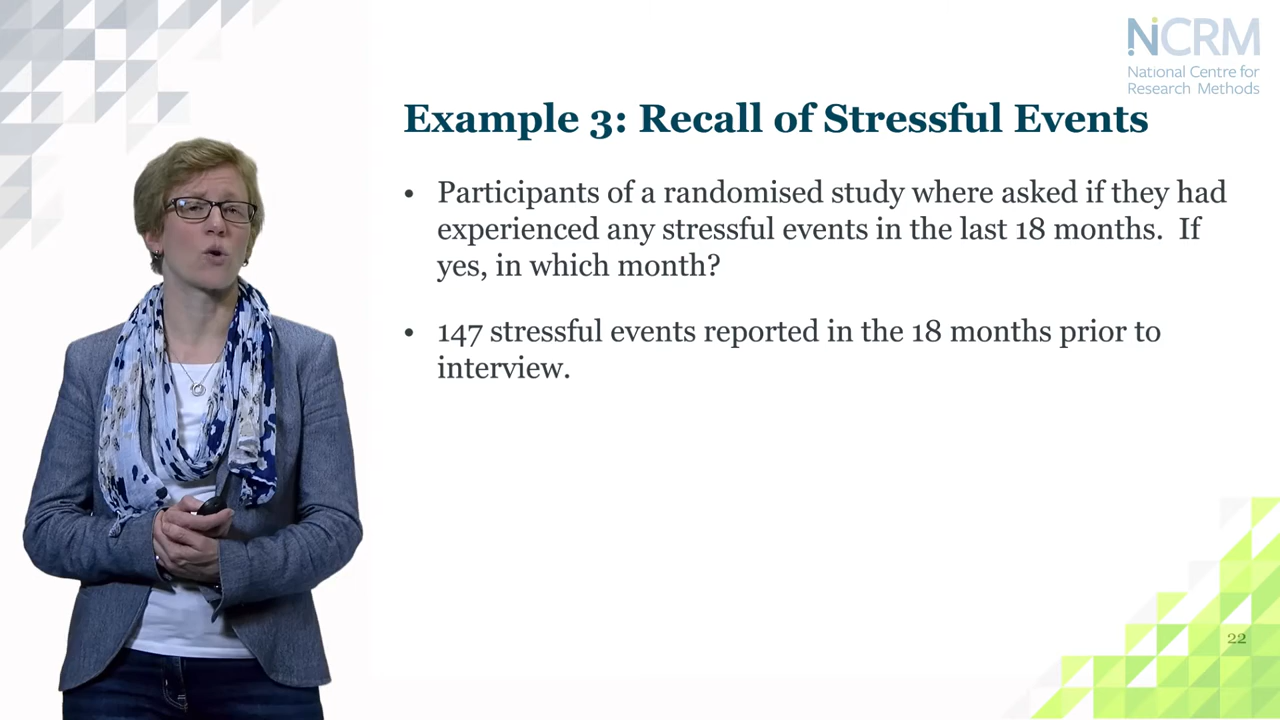 NCRM
National Centre for
Research Methods
Example 3: Recall of Stressful Events
• Participants of a randomised study where asked if they had
experienced any stressful events in the last 18 months. If
yes, in which month?
• 147 stressful events reported in the 18 months prior to
interview.
22